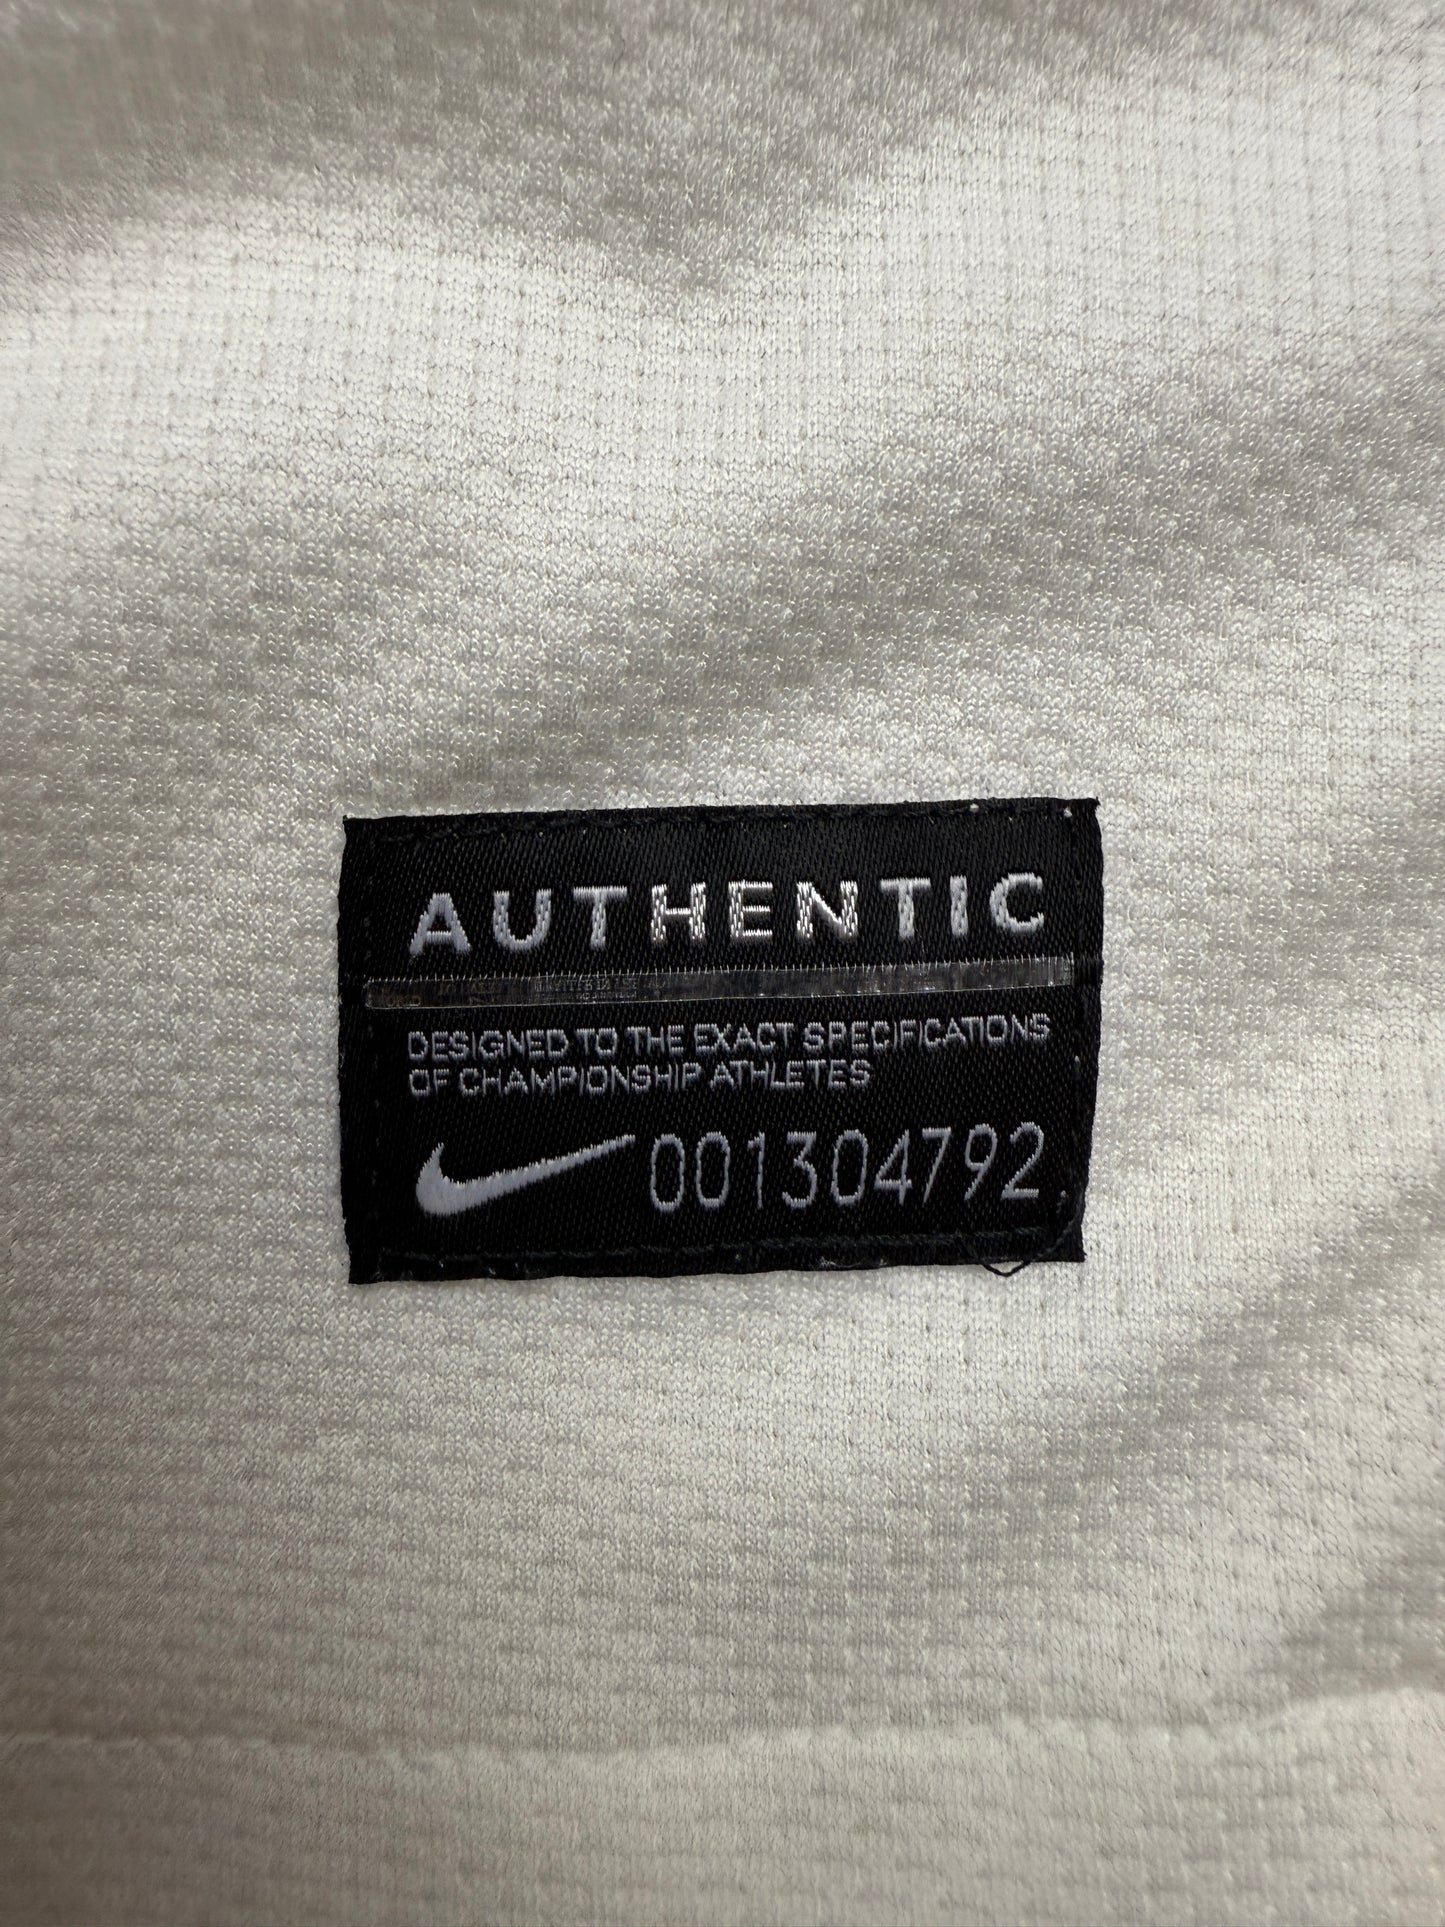 AUTHENTIC
DESIGNED TO THE EXACT SPECIFICATIONS
OF CHAMPIONSHIP ATHLETES
001304792